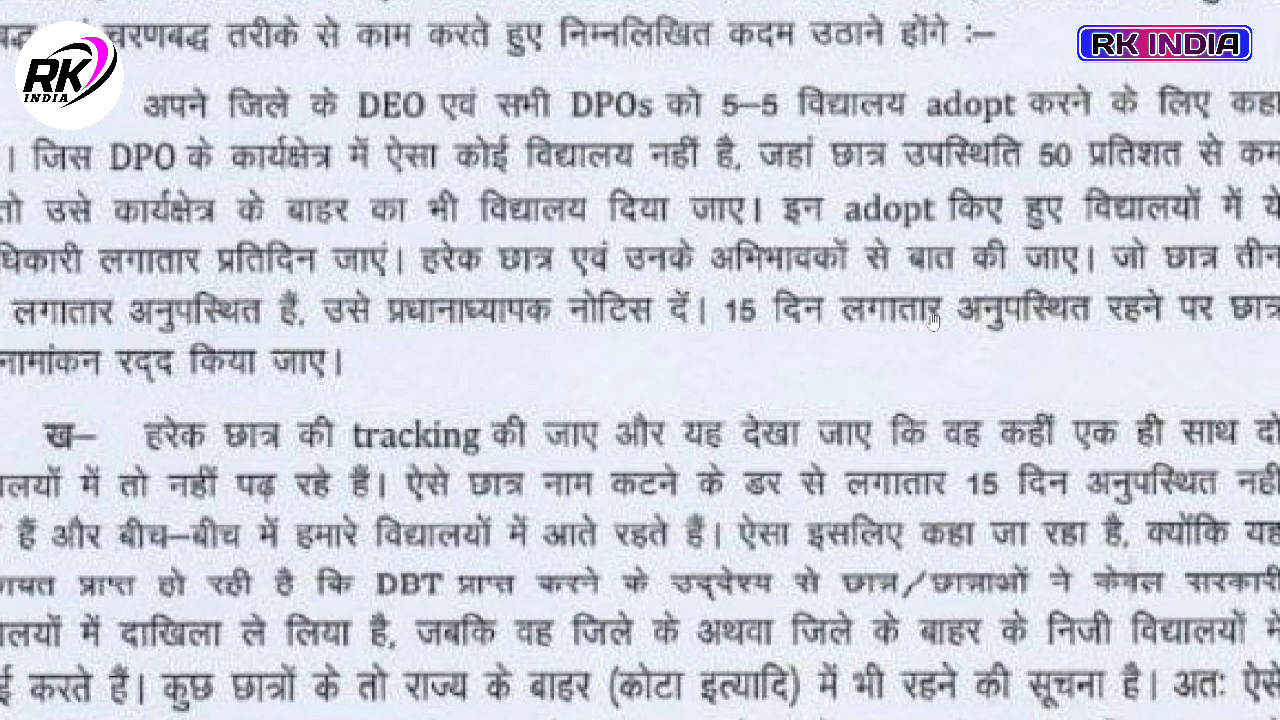 चरणबद्ध तरीके से काम करते हुए निम्नलिखित कदम उठाने होंगे :–
RK INDIA
RK
INDIA
अपने जिले के DEO एवं सभी DPOs को 5–5 विद्यालय adopt करने के लिए कहा
। जिस DPO के कार्यक्षेत्र में ऐसा कोई विद्यालय नहीं है, जहां छात्र उपस्थिति 50 प्रतिशत से कम
तो उसे कार्यक्षेत्र के बाहर का भी विद्यालय दिया जाए। इन adopt किए हुए विद्यालयों में ये
धिकारी लगातार प्रतिदिन जाएं। हरेक छात्र एवं उनके अभिभावकों से बात की जाए। जो छात्र तीन
लगातार अनुपस्थित हैं, उसे प्रधानाध्यापक नोटिस दें। 15 दिन लगातार अनुपस्थित रहने पर छात्र
नामांकन रद्द किया जाए।
ख– हरेक छात्र की tracking की जाए और यह देखा जाए कि वह कहीं एक ही साथ दो
लयों में तो नहीं पढ़ रहे हैं। ऐसे छात्र नाम कटने के डर से लगातार 15 दिन अनुपस्थित नहीं
हैं और बीच–बीच में हमारे विद्यालयों में आते रहते हैं। ऐसा इसलिए कहा जा रहा है, क्योंकि यह
कायत प्राप्त हो रही है कि DBT प्राप्त करने के उद्देश्य से छात्र/छात्राओं ने केवल सरकारी
लयों में दाखिला ले लिया है, जबकि वह जिले के अथवा जिले के बाहर के निजी विद्यालयों में
ई करते हैं। कुछ छात्रों के तो राज्य के बाहर (कोटा इत्यादि) में भी रहने की सूचना है। अतः ऐसे